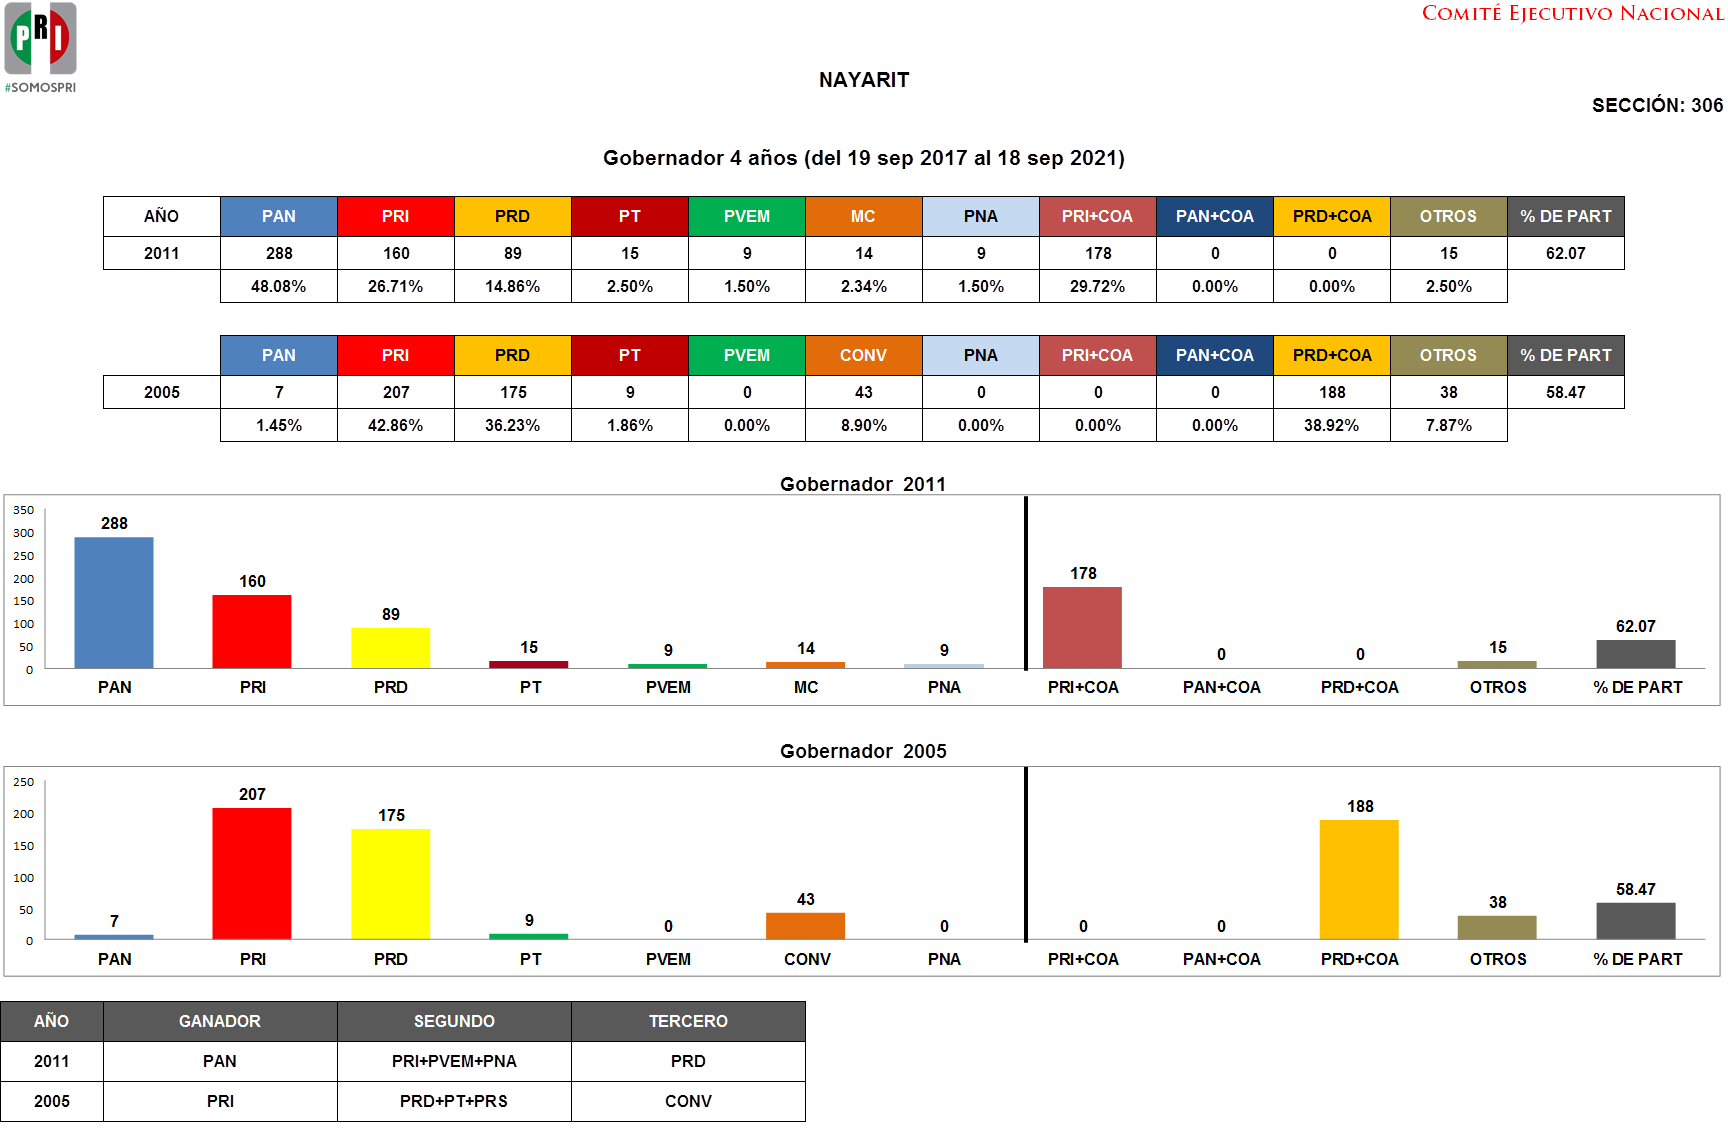 PRI
#SOMOSPRI
COMITÉ EJECUTIVO NACIONAL
NAYARIT
SECCIÓN: 306
Gobernador 4 años (del 19 sep 2017 al 18 sep 2021)
AÑO PAN PRI PRD PT PVEM MC PNA PRI+COA PAN+COA PRD+COA OTROS % DE PART
2011 288 160 89 15 9 14 9 178 0 0 15 62.07
48.08% 26.71% 14.86% 2.50% 1.50% 2.34% 1.50% 29.72% 0.00% 0.00% 2.50%
PAN PRI PRD PT PVEM CONV PNA PRI+COA PAN+COA PRD+COA OTROS % DE PART
2005 7 207 175 9 0 43 0 0 0 188 38 58.47
1.45% 42.86% 36.23% 1.86% 0.00% 8.90% 0.00% 0.00% 0.00% 38.92% 7.87%
Gobernador 2011
350
300
250
200
150
100
50
0
288 160 89 15 9 14 9 178 0 0 15 62.07
PAN PRI PRD PT PVEM MC PNA PRI+COA PAN+COA PRD+COA OTROS % DE PART
Gobernador 2005
250
200
150
100
50
0
7 207 175 9 0 43 0 0 0 188 38 58.47
PAN PRI PRD PT PVEM CONV PNA PRI+COA PAN+COA PRD+COA OTROS % DE PART
AÑO GANADOR SEGUNDO TERCERO
2011 PAN PRI+PVEM+PNA PRD
2005 PRI PRD+PT+PRS CONV